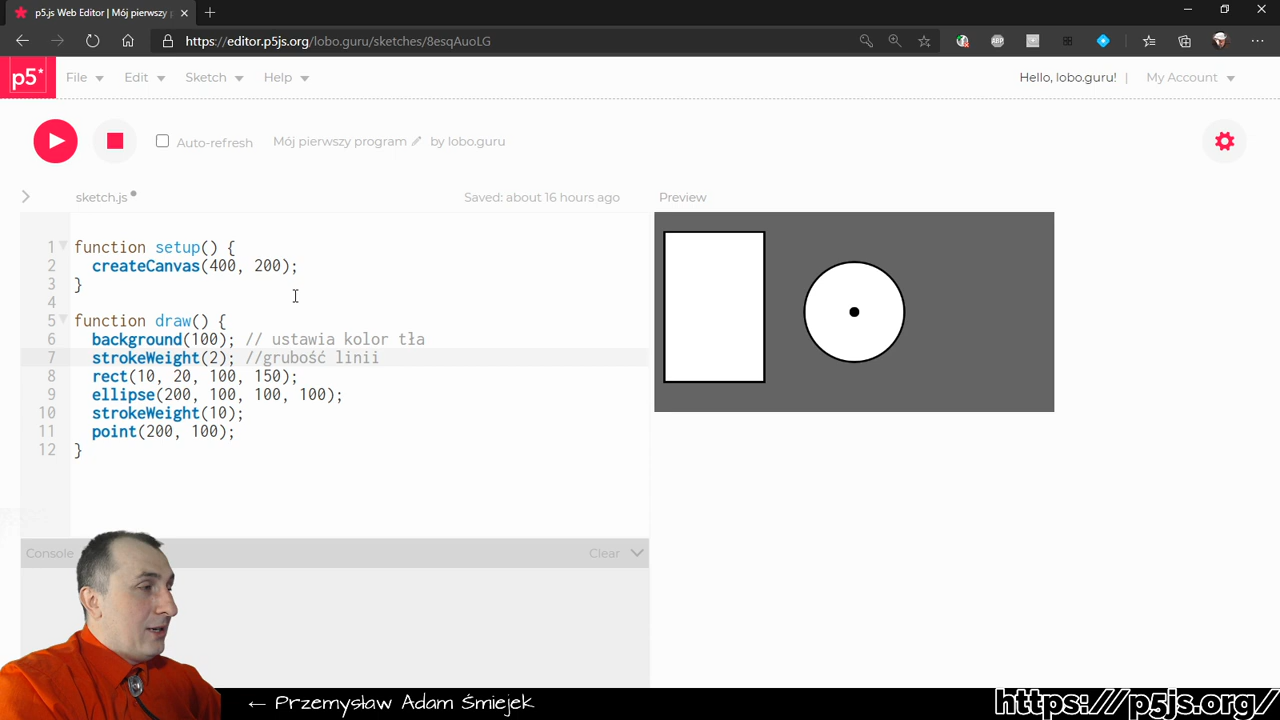 p5.js Web Editor | Mój pierwszy p
https://editor.p5js.org/lobo.guru/sketches/8esqAuoLG
ABP
p5* File Edit Sketch Help Hello, lobo.guru! | My Account
Auto-refresh Mój pierwszy program by lobo.guru
sketch.js Saved: about 16 hours ago Preview
1 function setup() {
2 createCanvas(400, 200);
3 }
4
5 function draw() {
6 background(100); // ustawia kolor tła
7 strokeWeight(2); //grubość linii
8 rect(10, 20, 100, 150);
9 ellipse(200, 100, 100, 100);
10 strokeWeight(10);
11 point(200, 100);
12 }
Console Clear
← Przemysław Adam Śmiejek https://p5js.org/